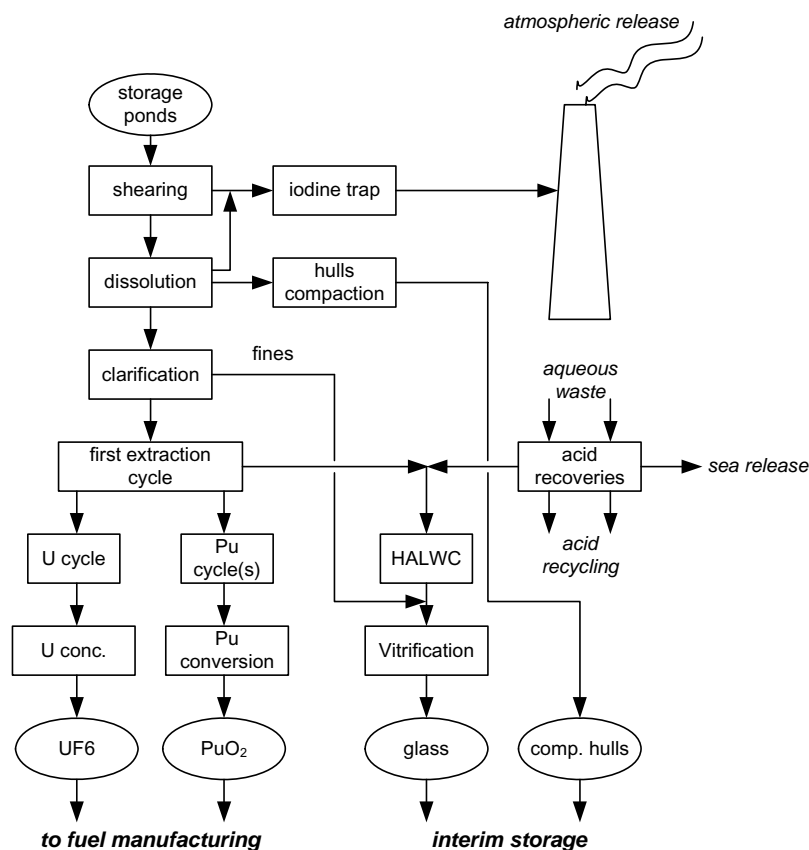 atmospheric release
storage
ponds
shearing
iodine trap
dissolution
hulls
compaction
clarification
fines
aqueous
waste
first extraction
cycle
acid
recoveries
sea release
U cycle
Pu
cycle(s)
HALWC
acid
recycling
U conc.
Pu
conversion
Vitrification
UF6
PuO₂
glass
comp. hulls
to fuel manufacturing
interim storage